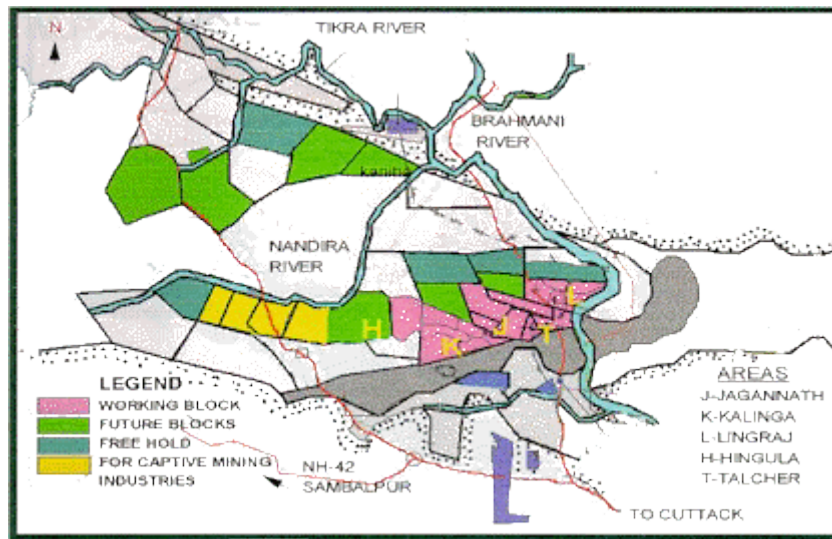 N
TIKRA RIVER
BRAHMANI
RIVER
kaniha
NANDIRA
RIVER
H
K
J
T
L
LEGEND
WORKING BLOCK
FUTURE BLOCKS
FREE HOLD
FOR CAPTIVE MINING
INDUSTRIES
NH-42
SAMBALPUR
AREAS
J-JAGANNATH
K-KALINGA
L-LINGRAJ
H-HINGULA
T-TALCHER
TO CUTTACK